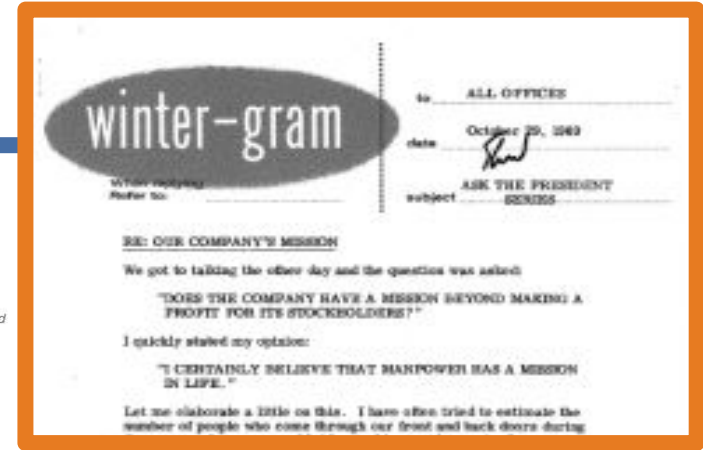 winter-gram
to ALL OFFICES
date October 29, 1969
When replying
Refer to:
subject ASK THE PRESIDENT
SERIES
RE: OUR COMPANY'S MISSION
We got to talking the other day and the question was asked:
"DOES THE COMPANY HAVE A MISSION BEYOND MAKING A
PROFIT FOR ITS STOCKHOLDERS?"
I quickly stated my opinion:
"I CERTAINLY BELIEVE THAT MANPOWER HAS A MISSION
IN LIFE."
Let me elaborate a little on this. I have often tried to estimate the
number of people who come through our front and back doors during